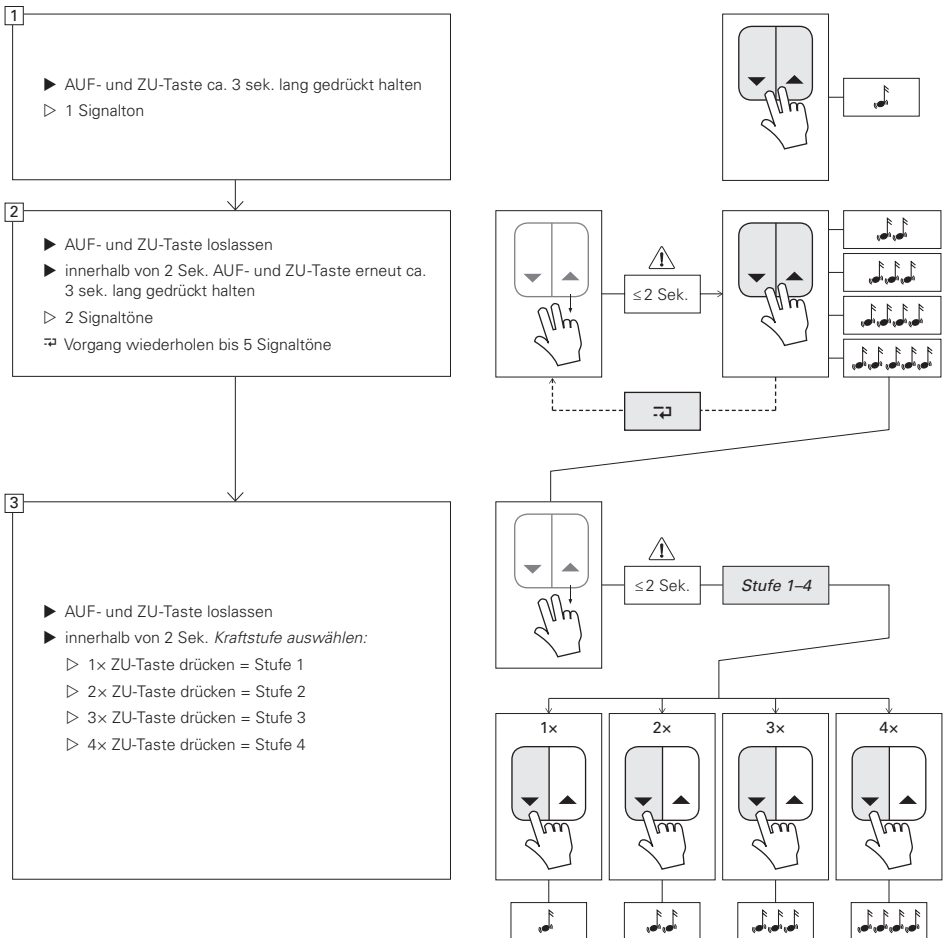 1
▶ AUF- und ZU-Taste ca. 3 sek. lang gedrückt halten
▷ 1 Signalton
2
▶ AUF- und ZU-Taste loslassen
▶ innerhalb von 2 Sek. AUF- und ZU-Taste erneut ca.
3 sek. lang gedrückt halten
▷ 2 Signaltöne
Vorgang wiederholen bis 5 Signaltöne
≤2 Sek.
3
▶ AUF- und ZU-Taste loslassen
▶ innerhalb von 2 Sek. Kraftstufe auswählen:
▷ 1× ZU-Taste drücken = Stufe 1
▷ 2× ZU-Taste drücken = Stufe 2
▷ 3× ZU-Taste drücken = Stufe 3
▷ 4× ZU-Taste drücken = Stufe 4
≤2 Sek.
Stufe 1–4
1×
2×
3×
4×